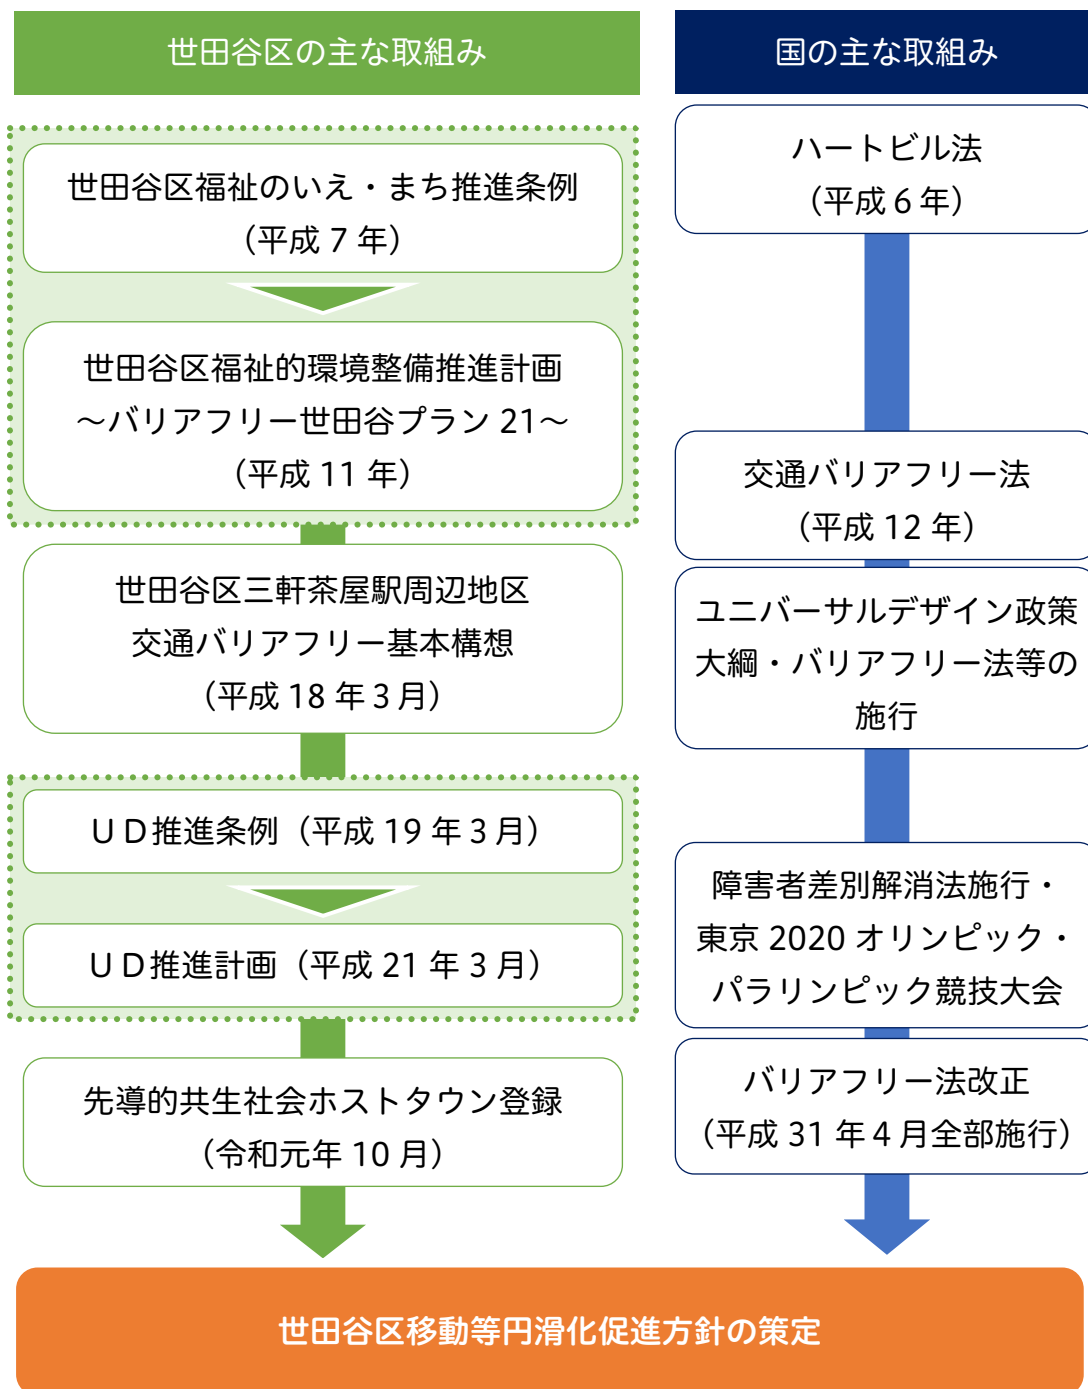 世田谷区の主な取組み
世田谷区福祉のいえ・まち推進条例
（平成 7 年）
世田谷区福祉的環境整備推進計画
～バリアフリー世田谷プラン 21～
（平成 11 年）
世田谷区三軒茶屋駅周辺地区
交通バリアフリー基本構想
（平成 18 年 3 月）
ＵＤ推進条例（平成 19 年 3 月）
ＵＤ推進計画（平成 21 年 3 月）
先導的共生社会ホストタウン登録
（令和元年 10 月）
国の主な取組み
ハートビル法
（平成 6 年）
交通バリアフリー法
（平成 12 年）
ユニバーサルデザイン政策
大綱・バリアフリー法等の
施行
障害者差別解消法施行・
東京 2020 オリンピック・
パラリンピック競技大会
バリアフリー法改正
（平成 31 年 4 月全部施行）
世田谷区移動等円滑化促進方針の策定